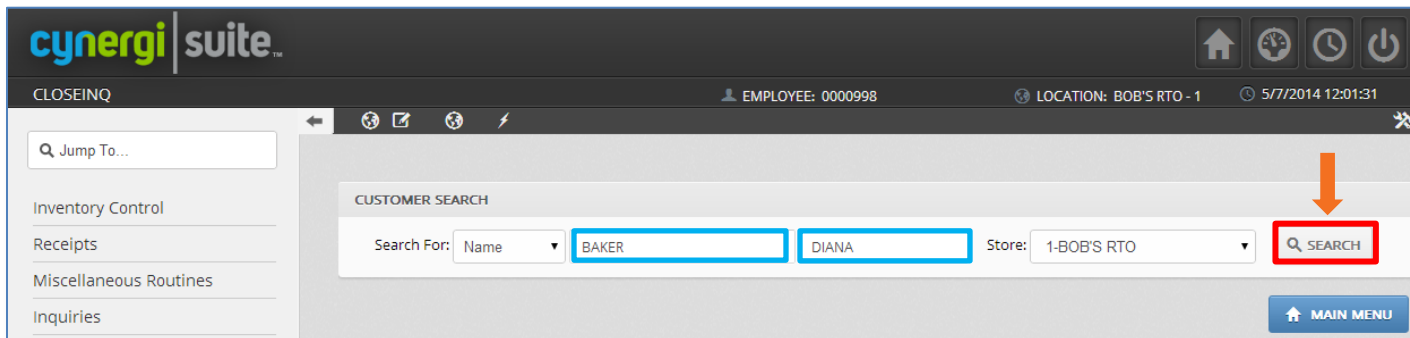 cynergi suite™
CLOSEINQ EMPLOYEE: 0000998 LOCATION: BOB'S RTO - 1 5/7/2014 12:01:31
Jump To...
CUSTOMER SEARCH
Search For: Name BAKER DIANA Store: 1-BOB'S RTO SEARCH
Inventory Control
Receipts
Miscellaneous Routines
Inquiries
MAIN MENU